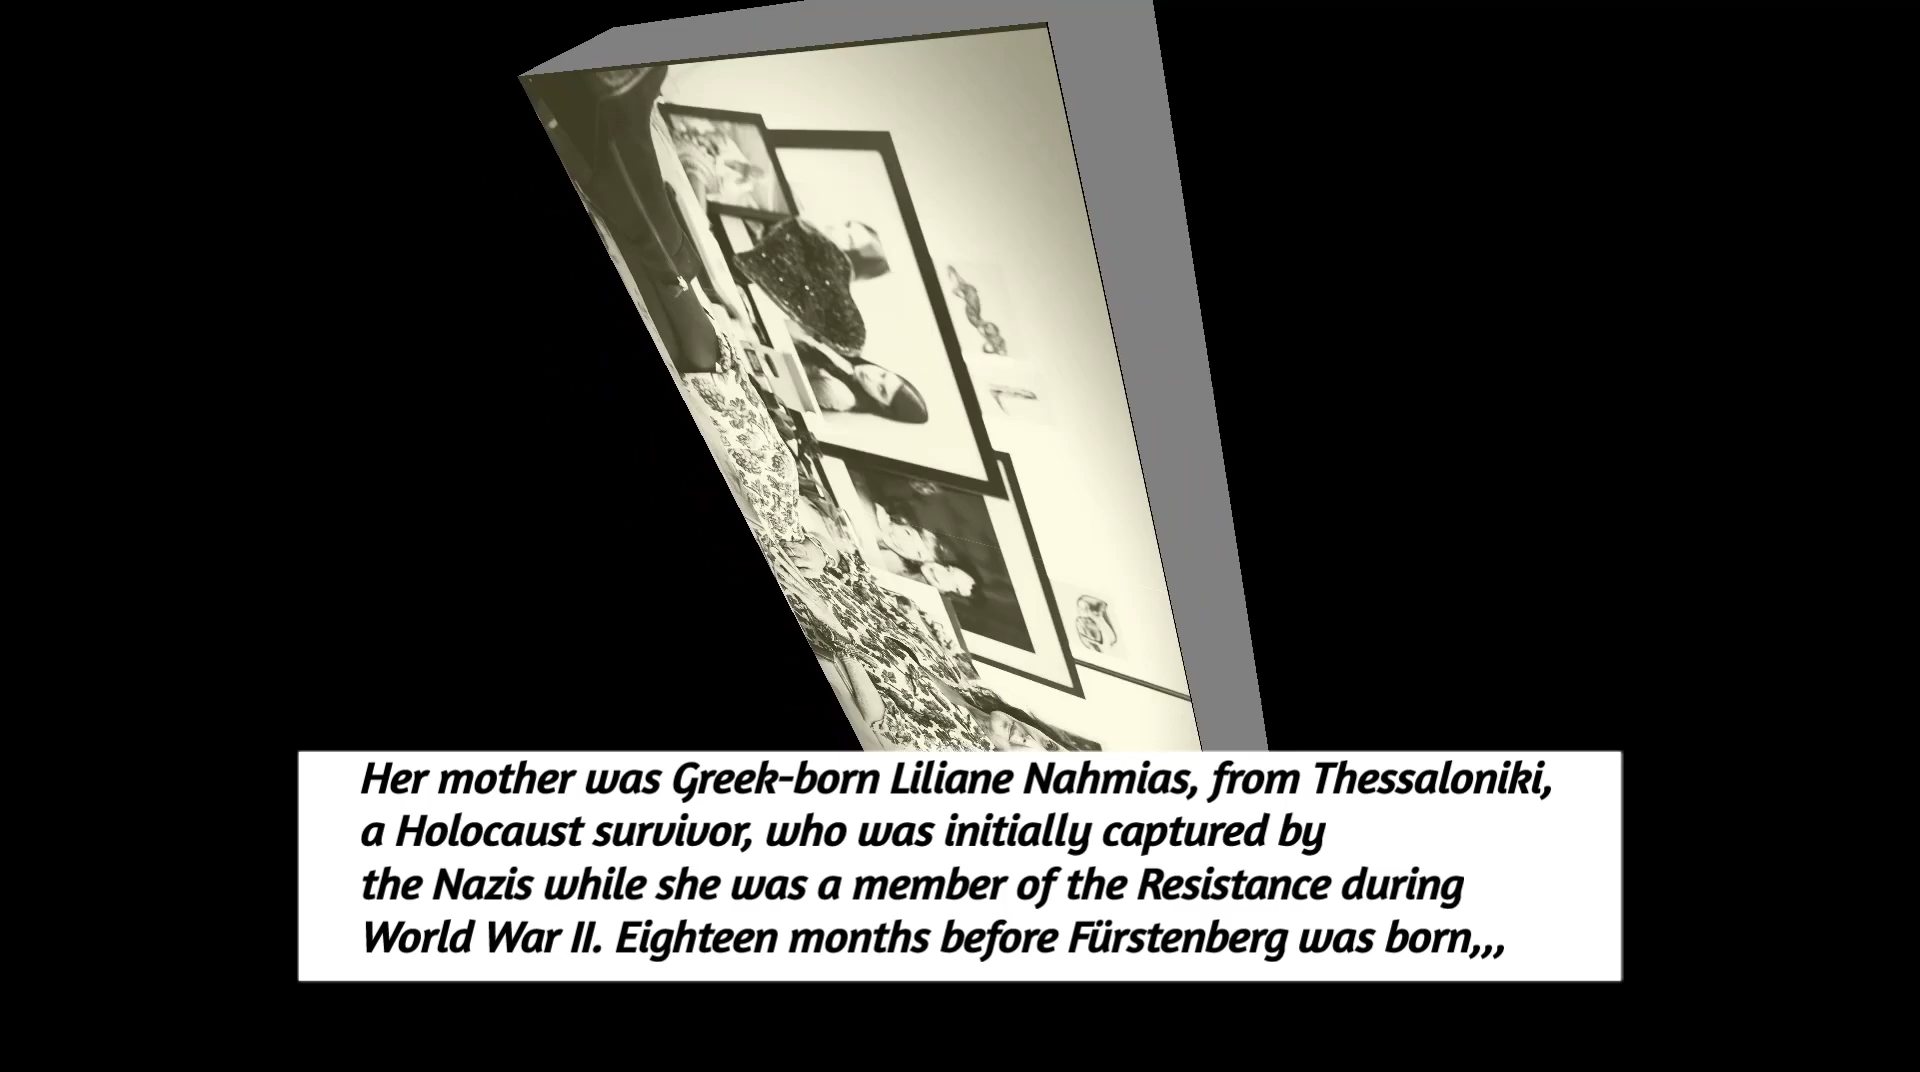 Her mother was Greek-born Liliane Nahmias, from Thessaloniki,
a Holocaust survivor, who was initially captured by
the Nazis while she was a member of the Resistance during
World War II. Eighteen months before Fürstenberg was born,,,